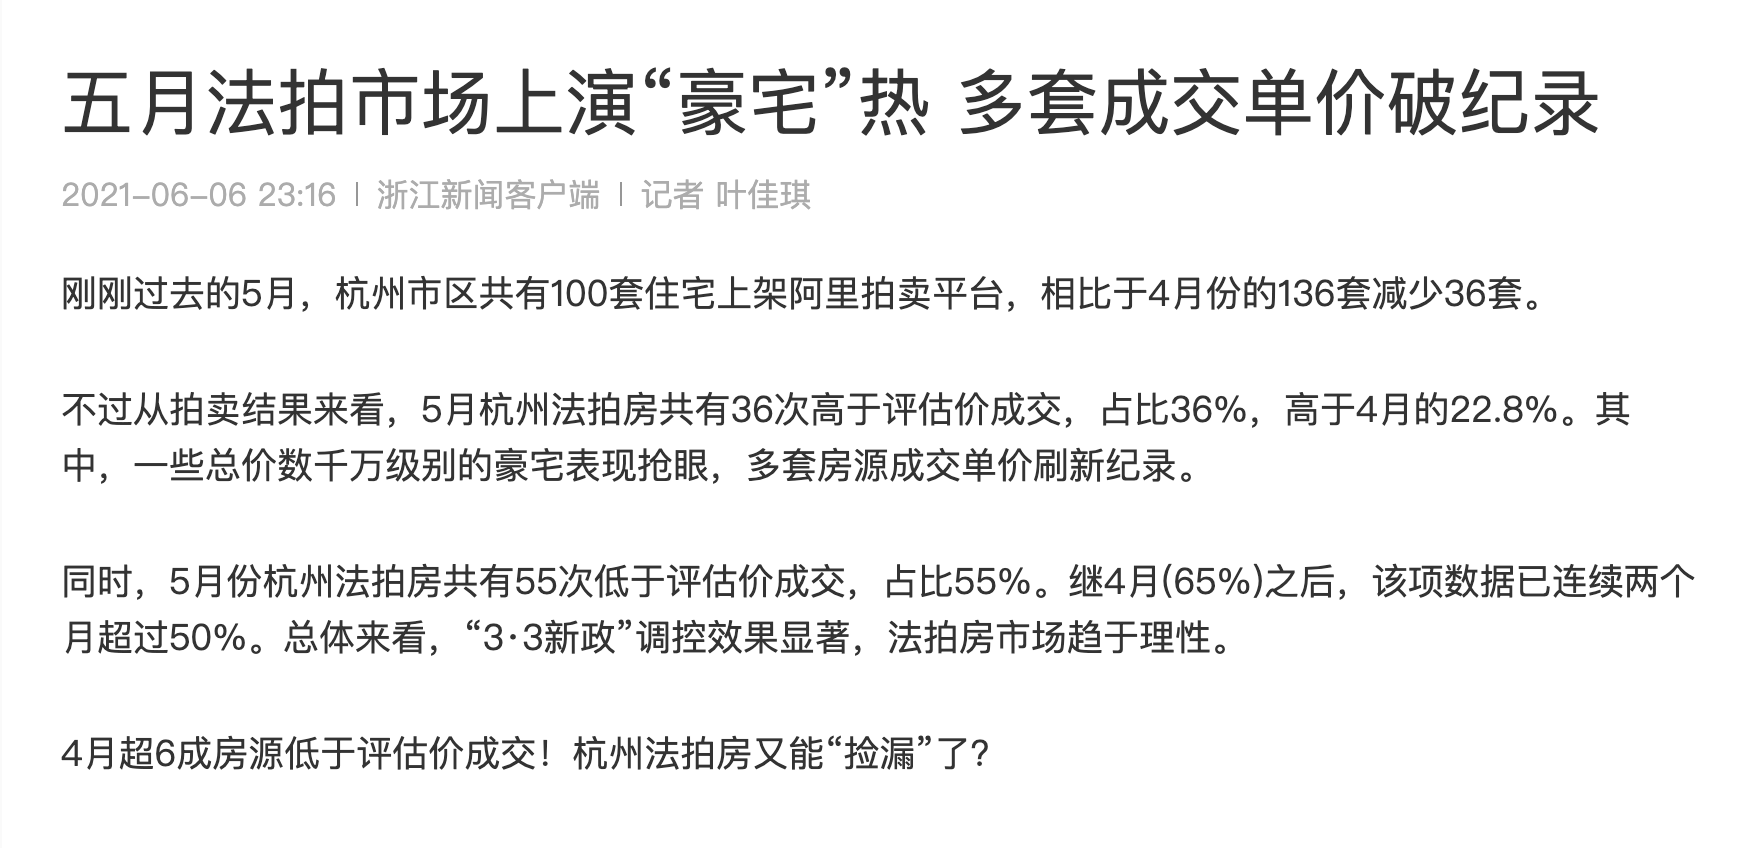 五月法拍市场上演“豪宅”热 多套成交单价破纪录
2021-06-06 23:16 | 浙江新闻客户端 | 记者 叶佳琪
刚刚过去的5月，杭州市区共有100套住宅上架阿里拍卖平台，相比于4月份的136套减少36套。
不过从拍卖结果来看，5月杭州法拍房共有36次高于评估价成交，占比36%，高于4月的22.8%。其
中，一些总价数千万级别的豪宅表现抢眼，多套房源成交单价刷新纪录。
同时，5月份杭州法拍房共有55次低于评估价成交，占比55%。继4月(65%)之后，该项数据已连续两个
月超过50%。总体来看，“3·3新政”调控效果显著，法拍房市场趋于理性。
4月超6成房源低于评估价成交！杭州法拍房又能“捡漏”了？